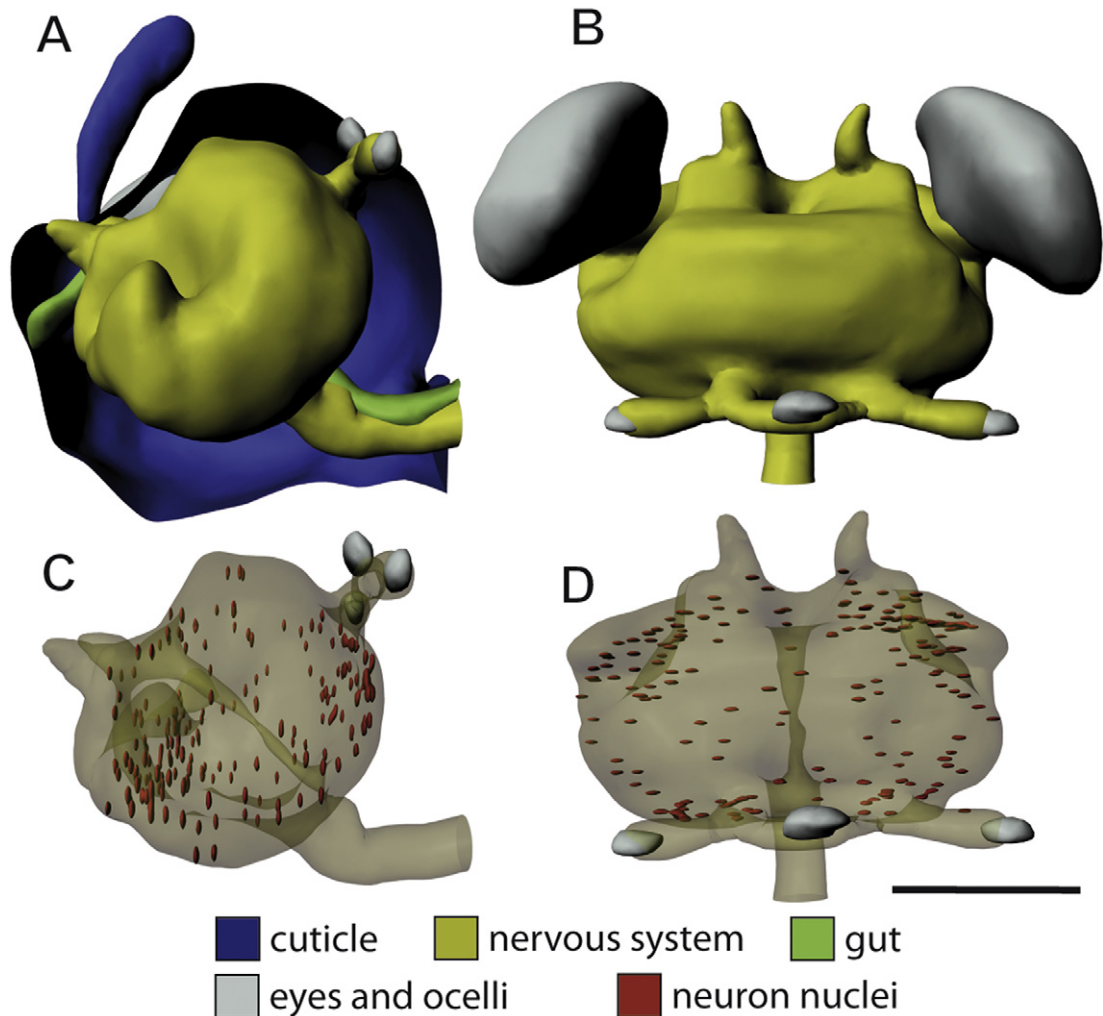 A
B
C
D
cuticle
nervous system
gut
eyes and ocelli
neuron nuclei